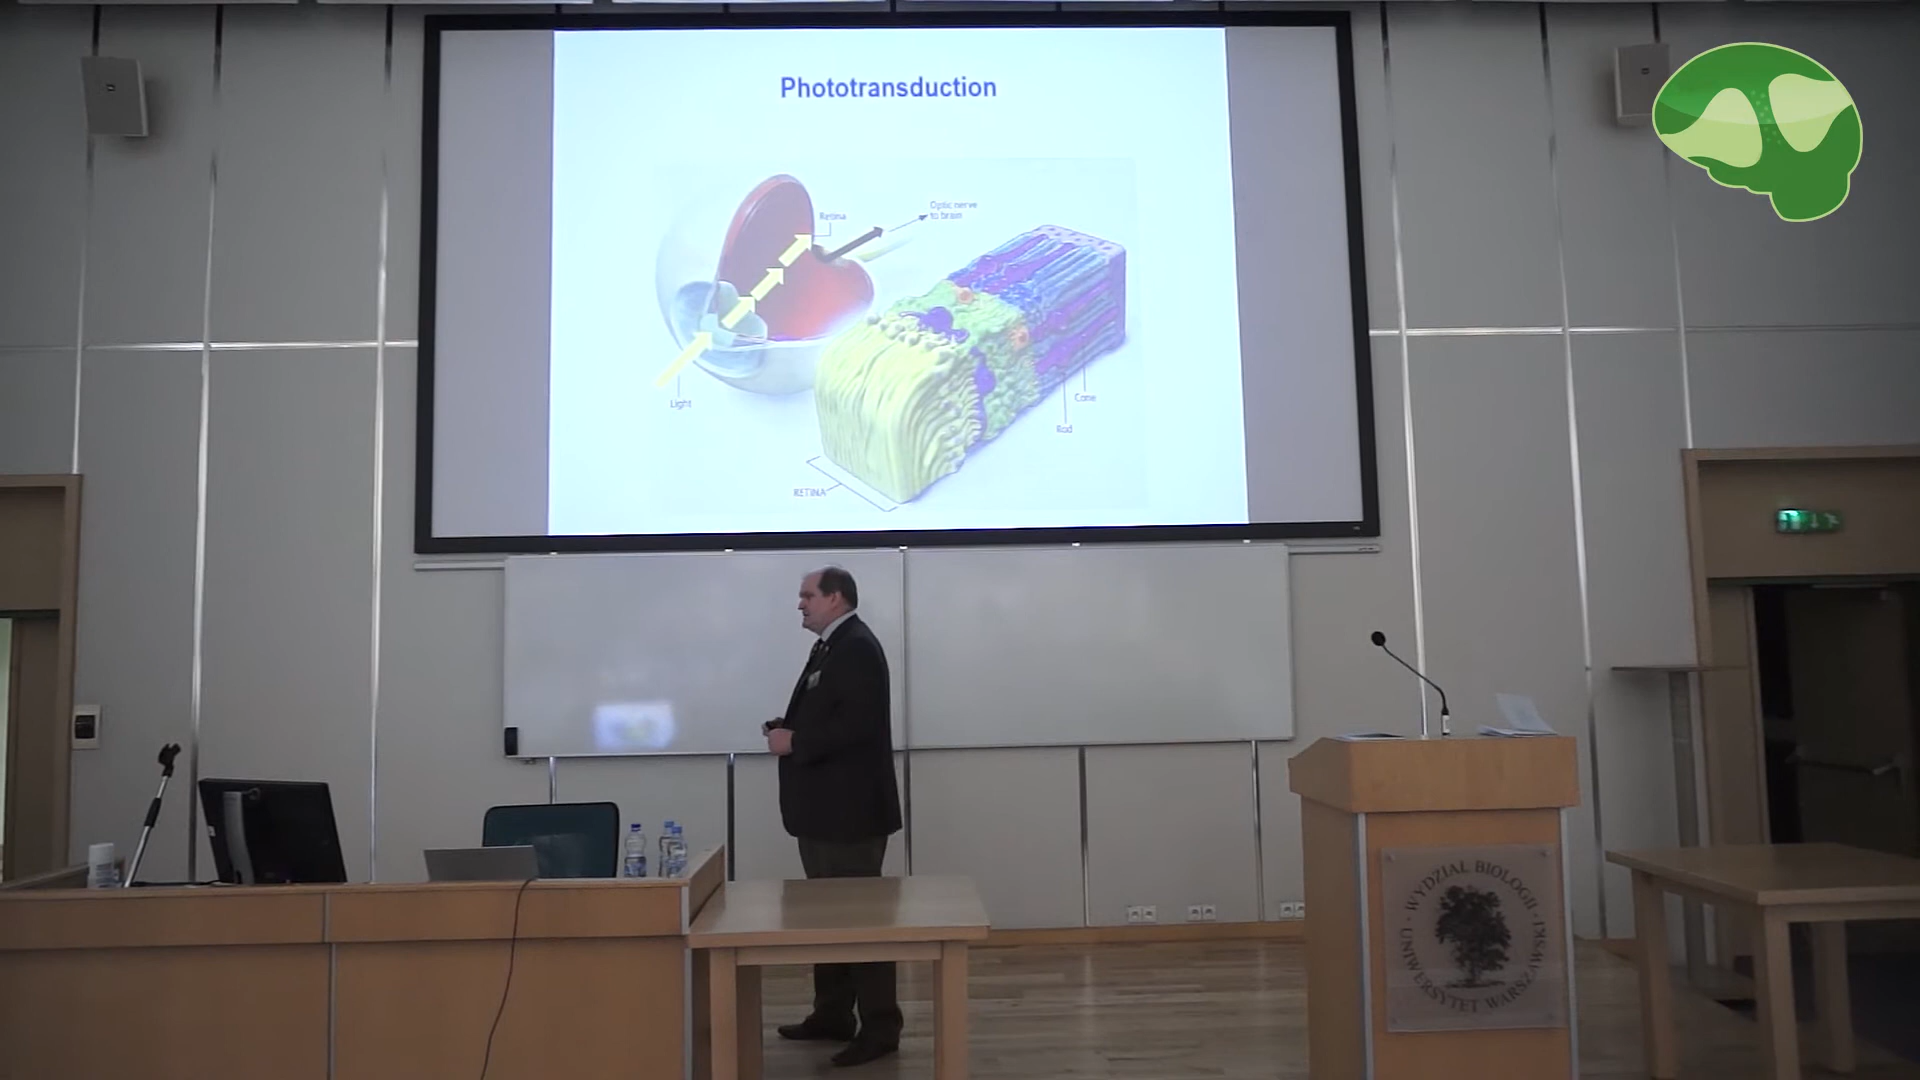 Phototransduction
Retina
Optic nerve
to brain
Light
Cone
Rod
RETINA
WYDZIAŁ BIOLOGII
UNIWERSYTET WARSZAWSKI